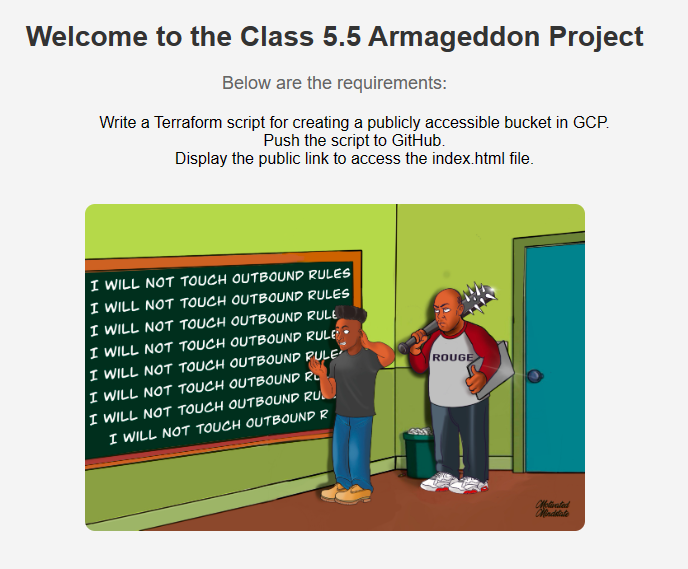 Welcome to the Class 5.5 Armageddon Project
Below are the requirements:
Write a Terraform script for creating a publicly accessible bucket in GCP.
Push the script to GitHub.
Display the public link to access the index.html file.
I WILL NOT TOUCH OUTBOUND RULES
I WILL NOT TOUCH OUTBOUND RULES
I WILL NOT TOUCH OUTBOUND RULE
I WILL NOT TOUCH OUTBOUND RULE
I WILL NOT TOUCH OUTBOUND RULE
I WILL NOT TOUCH OUTBOUND RU
I WILL NOT TOUCH OUTBOUND RU
I WILL NOT TOUCH OUTBOUND R
ROUGE
Motivated
Mindstate